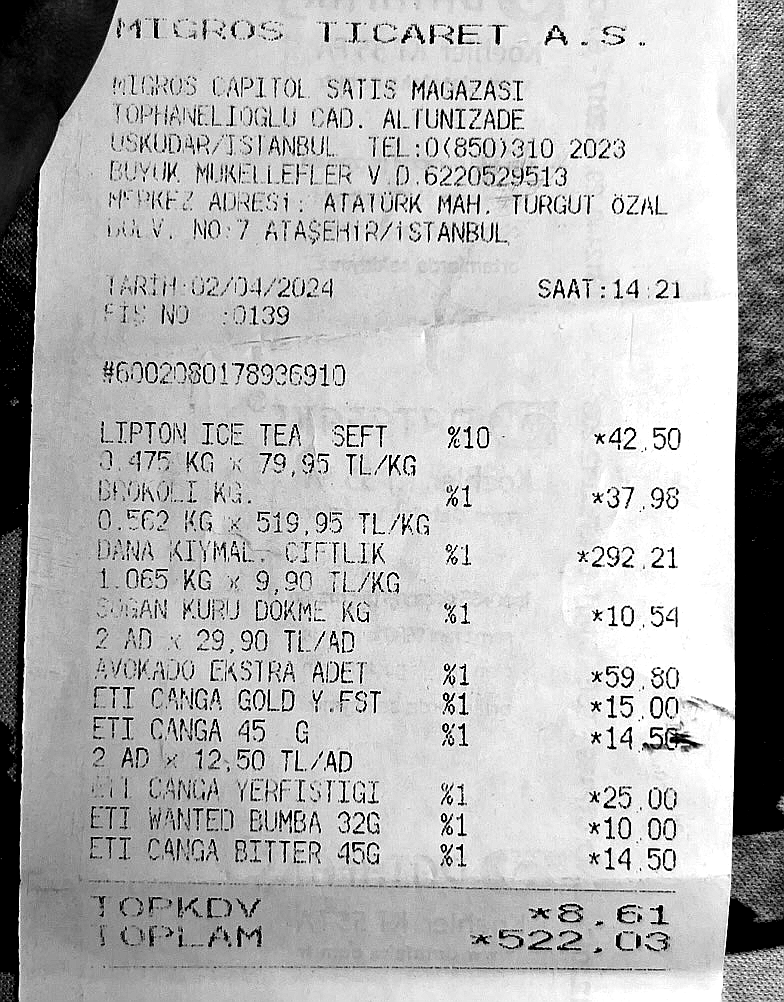 MIGROS TICARET A.S.
MIGROS CAPITOL SATIS MAGAZASI
TOPHANELIOGLU CAD. ALTUNIZADE
USKUDAR/ISTANBUL TEL:0(850)310 2023
BUYUK MUKELLEFLER V.D.6220529513
MERKEZ ADRESİ: ATATÜRK MAH. TURGUT ÖZAL
BULV. NO:7 ATAŞEHİR/İSTANBUL
TARİH:02/04/2024 SAAT:14:21
FIS NO :0139
#6002080178936910
LIPTON ICE TEA SEFT %10 *42,50
0.475 KG x 79,95 TL/KG
BROKOLI KG. %1 *37,98
0.562 KG x 519,95 TL/KG
DANA KIYMAL. CIFTLIK %1 *292,21
1.065 KG x 9,90 TL/KG
SOGAN KURU DOKME KG %1 *10,54
2 AD x 29,90 TL/AD
AVOKADO EKSTRA ADET %1 *59,80
ETI CANGA GOLD Y.FST %1 *15,00
ETI CANGA 45 G %1 *14,50
2 AD x 12,50 TL/AD
ETI CANGA YERFISTIGI %1 *25,00
ETI WANTED BUMBA 32G %1 *10,00
ETI CANGA BITTER 45G %1 *14,50
TOPKDV *8,61
TOPLAM *522,03